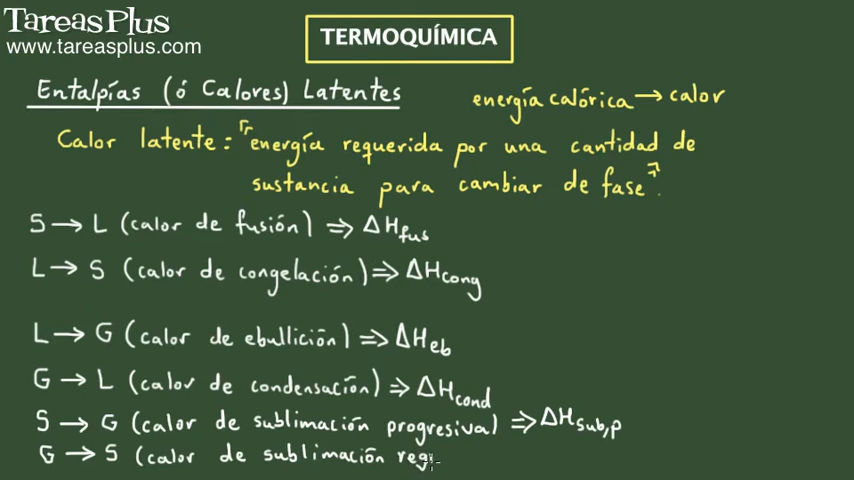 TareasPlus
www.tareasplus.com
TERMOQUÍMICA
Entalpías (ó Calores) Latentes
energía calórica → calor
Calor latente: "energía requerida por una cantidad de
sustancia para cambiar de fase".
S → L (calor de fusión) ⇒ ΔHfus
L → S (calor de congelación) ⇒ ΔHcong
L → G (calor de ebullición) ⇒ ΔHeb
G → L (calor de condensación) ⇒ ΔHcond
S → G (calor de sublimación progresiva) ⇒ ΔHsub,p
G → S (calor de sublimación reg